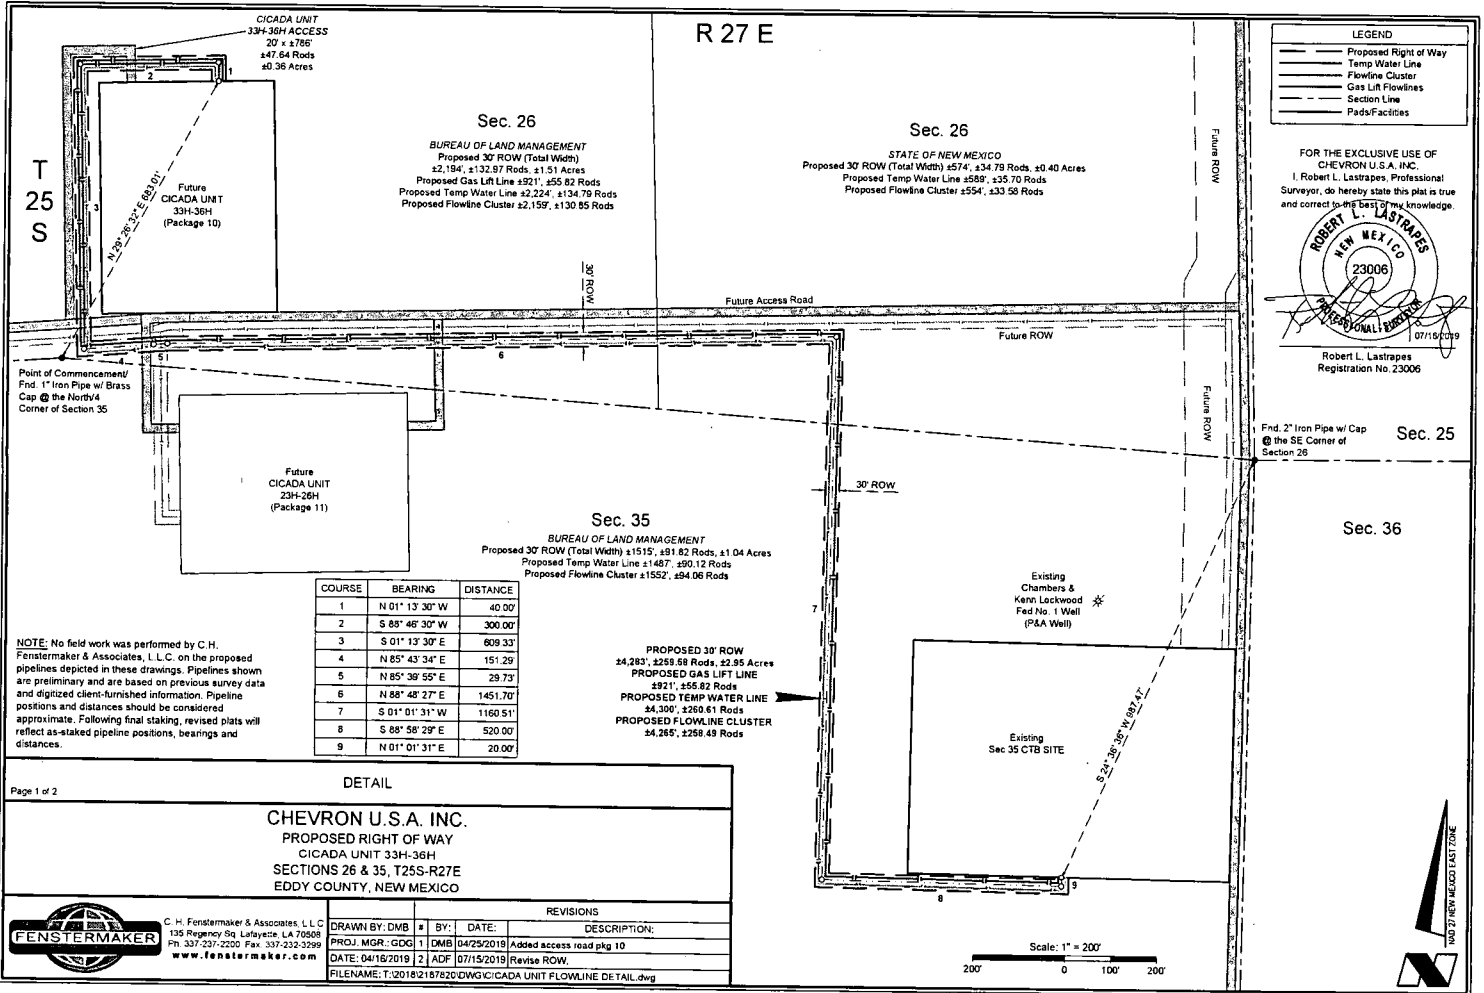 CICADA UNIT
33H-36H ACCESS
20' x ±786'
±47.64 Rods
±0.36 Acres
R 27 E
T
25
S
1
2
3
N 29° 26' 32" E 683.01'
Future
CICADA UNIT
33H-36H
(Package 10)
Sec. 26
BUREAU OF LAND MANAGEMENT
Proposed 30' ROW (Total Width)
±2,194', ±132.97 Rods, ±1.51 Acres
Proposed Gas Lift Line ±921', ±55.82 Rods
Proposed Temp Water Line ±2,224', ±134.79 Rods
Proposed Flowline Cluster ±2,159', ±130.85 Rods
Sec. 26
STATE OF NEW MEXICO
Proposed 30' ROW (Total Width) ±574', ±34.79 Rods, ±0.40 Acres
Proposed Temp Water Line ±589', ±35.70 Rods
Proposed Flowline Cluster ±554', ±33.58 Rods
Future ROW
30' ROW
Future Access Road
Future ROW
Future ROW
4
5
6
Point of Commencement/
Fnd. 1" Iron Pipe w/ Brass
Cap @ the North/4
Corner of Section 35
Future
CICADA UNIT
23H-26H
(Package 11)
30' ROW
Sec. 35
BUREAU OF LAND MANAGEMENT
Proposed 30' ROW (Total Width) ±1515', ±91.82 Rods, ±1.04 Acres
Proposed Temp Water Line ±1487', ±90.12 Rods
Proposed Flowline Cluster ±1552', ±94.06 Rods
LEGEND
Proposed Right of Way
Temp Water Line
Flowline Cluster
Gas Lift Flowlines
Section Line
Pads/Facilities
FOR THE EXCLUSIVE USE OF
CHEVRON U.S.A. INC.
I, Robert L. Lastrapes, Professional
Surveyor, do hereby state this plat is true
and correct to the best of my knowledge.
ROBERT L. LASTRAPES
NEW MEXICO
23006
PROFESSIONAL SURVEYOR
07/16/2019
Robert L. Lastrapes
Registration No. 23006
Fnd. 2" Iron Pipe w/ Cap
@ the SE Corner of
Section 26
Sec. 25
Sec. 36
COURSE BEARING DISTANCE
1 N 01° 13' 30" W 40.00'
2 S 88° 46' 30" W 300.00'
3 S 01° 13' 30" E 609.33'
4 N 85° 43' 34" E 151.29'
5 N 85° 39' 55" E 29.73'
6 N 88° 48' 27" E 1451.70'
7 S 01° 01' 31" W 1160.51'
8 S 88° 58' 29" E 520.00'
9 N 01° 01' 31" E 20.00'
NOTE: No field work was performed by C.H.
Fenstermaker & Associates, L.L.C. on the proposed
pipelines depicted in these drawings. Pipelines shown
are preliminary and are based on previous survey data
and digitized client-furnished information. Pipeline
positions and distances should be considered
approximate. Following final staking, revised plats will
reflect as-staked pipeline positions, bearings and
distances.
7
PROPOSED 30' ROW
±4,283', ±259.58 Rods, ±2.95 Acres
PROPOSED GAS LIFT LINE
±921', ±55.82 Rods
PROPOSED TEMP WATER LINE
±4,300', ±260.61 Rods
PROPOSED FLOWLINE CLUSTER
±4,265', ±258.49 Rods
Existing
Chambers &
Kenn Lockwood
Fed No. 1 Well
(P&A Well)
Existing
Sec 35 CTB SITE
S 24° 36' 36" W 987.47'
8
9
Page 1 of 2
DETAIL
CHEVRON U.S.A. INC.
PROPOSED RIGHT OF WAY
CICADA UNIT 33H-36H
SECTIONS 26 & 35, T25S-R27E
EDDY COUNTY, NEW MEXICO
FENSTERMAKER
C. H. Fenstermaker & Associates, L.L.C.
135 Regency Sq. Lafayette, LA 70508
Ph. 337-237-2200 Fax. 337-232-3299
www.fenstermaker.com
REVISIONS
DRAWN BY: DMB # BY: DATE: DESCRIPTION:
PROJ. MGR.: GDG 1 DMB 04/25/2019 Added access road pkg 10
DATE: 04/16/2019 2 ADF 07/15/2019 Revise ROW.
FILENAME: T:\2018\2187820\DWG\CICADA UNIT FLOWLINE DETAIL.dwg
Scale: 1" = 200'
200' 0 100' 200'
NAD 27 NEW MEXICO EAST ZONE